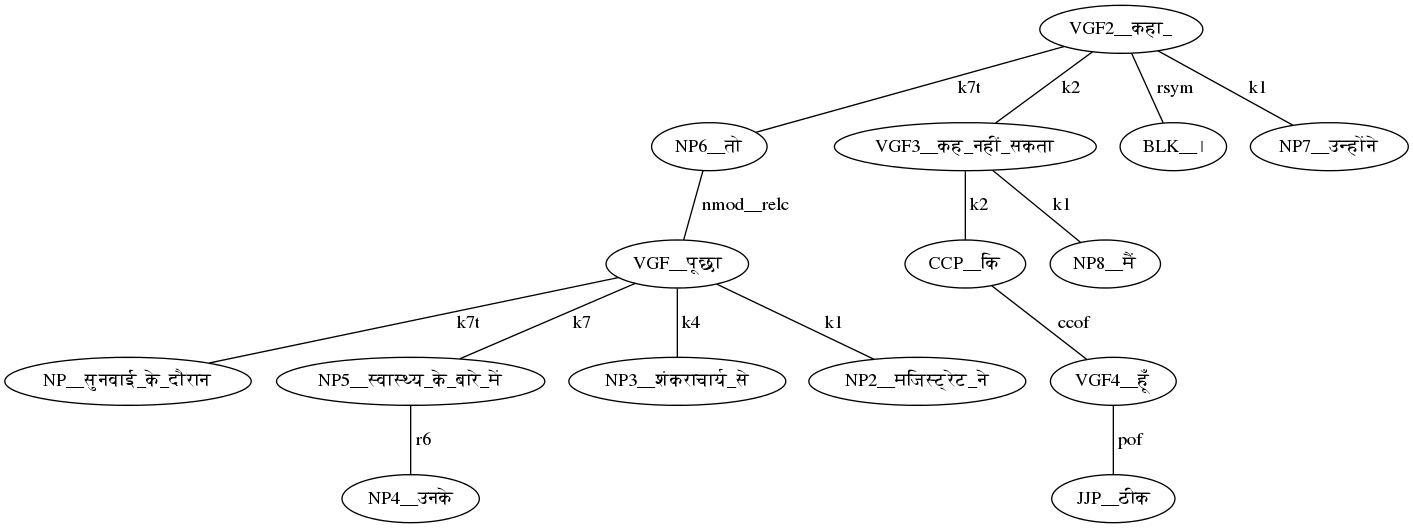 VGF2__कहा_
k7t k2 rsym k1
NP6__तो VGF3__कह_नहीं_सकता BLK__। NP7__उन्होंने
nmod__relc k2 k1
VGF__पूछा CCP__कि NP8__मैं
k7t k7 k4 k1 ccof
NP__सुनवाई_के_दौरान NP5__स्वास्थ्य_के_बारे_में NP3__शंकराचार्य_से NP2__मजिस्ट्रेट_ने VGF4__हूँ
r6 pof
NP4__उनके JJP__ठीक